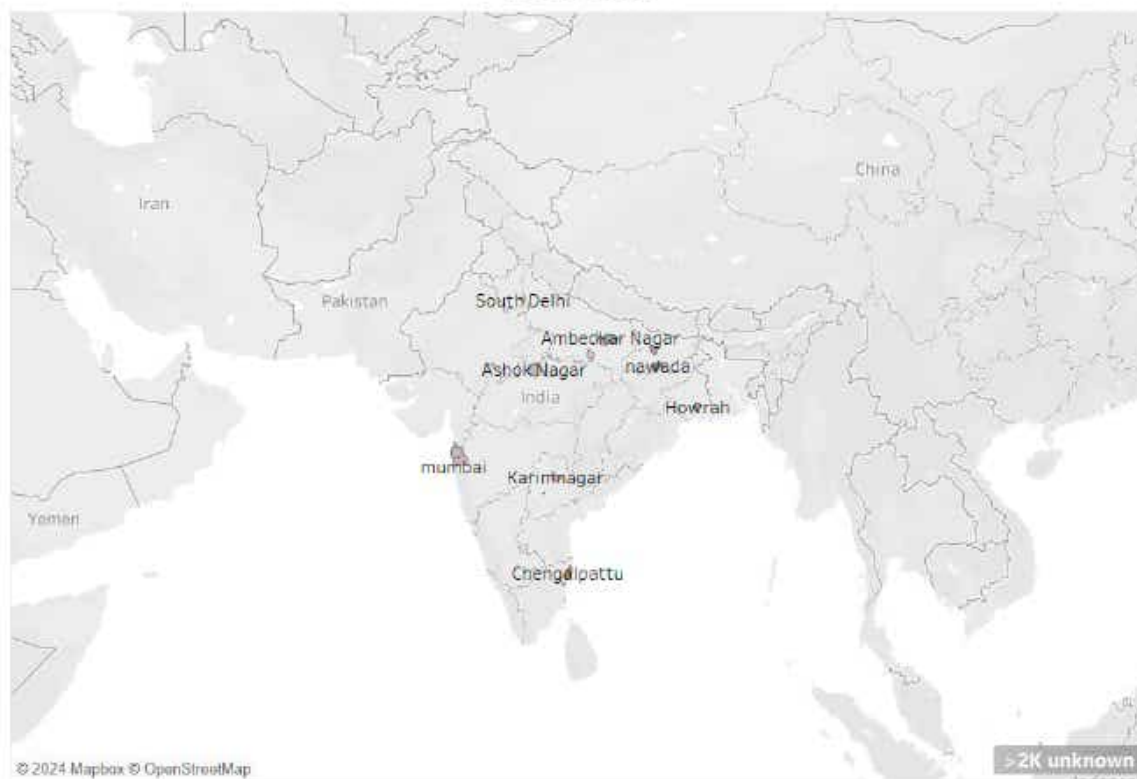 China
Iran
Pakistan
South Delhi
Ambedkar Nagar
Ashok Nagar
nawada
India
Howrah
mumbai
Karimnagar
Yemen
Chengalpattu
© 2024 Mapbox © OpenStreetMap
>2K unknown